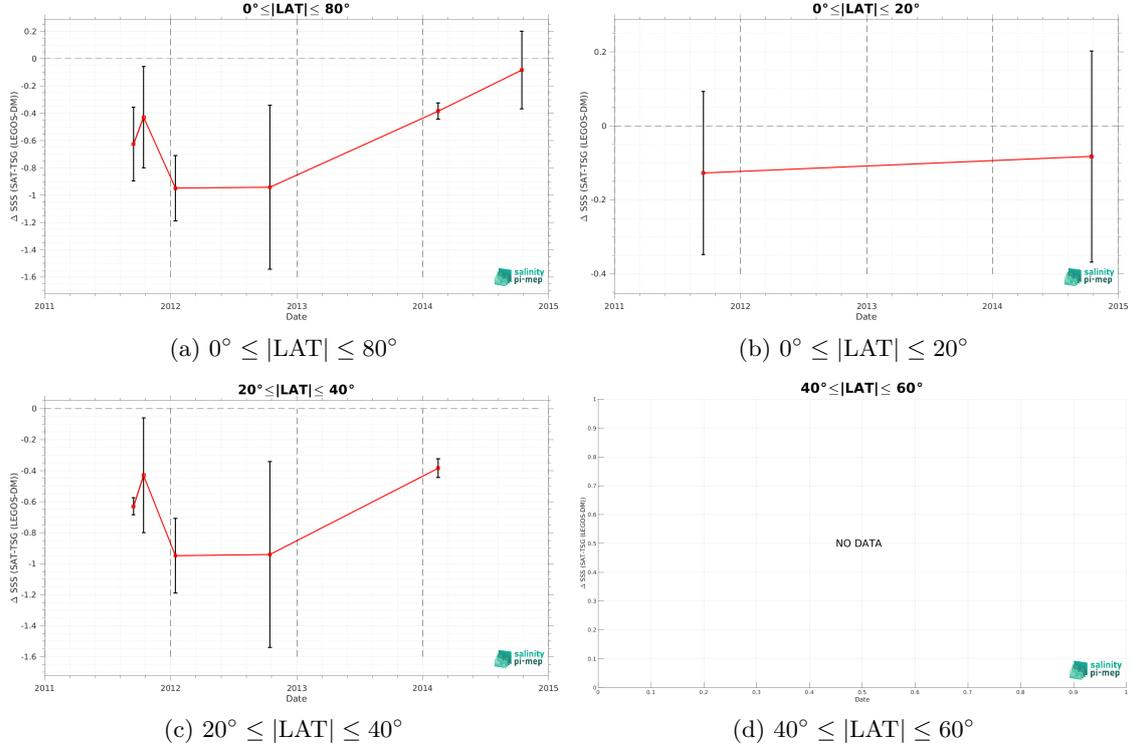 0°≤|LAT|≤ 80°
Δ SSS (SAT-TSG (LEGOS-DM))
0.2
0
-0.2
-0.4
-0.6
-0.8
-1
-1.2
-1.4
-1.6
2011
2012
2013
2014
2015
Date
salinity
pi-mep
(a) 0° ≤ |LAT| ≤ 80°
0°≤|LAT|≤ 20°
Δ SSS (SAT-TSG (LEGOS-DM))
0.2
0
-0.2
-0.4
2011
2012
2013
2014
2015
Date
salinity
pi-mep
(b) 0° ≤ |LAT| ≤ 20°
20°≤|LAT|≤ 40°
Δ SSS (SAT-TSG (LEGOS-DM))
0
-0.2
-0.4
-0.6
-0.8
-1
-1.2
-1.4
-1.6
2011
2012
2013
2014
2015
Date
salinity
pi-mep
(c) 20° ≤ |LAT| ≤ 40°
40°≤|LAT|≤ 60°
Δ SSS (SAT-TSG (LEGOS-DM))
1
0.9
0.8
0.7
0.6
0.5
0.4
0.3
0.2
0.1
0
NO DATA
0
0.1
0.2
0.3
0.4
0.5
0.6
0.7
0.8
0.9
1
Date
salinity
pi-mep
(d) 40° ≤ |LAT| ≤ 60°